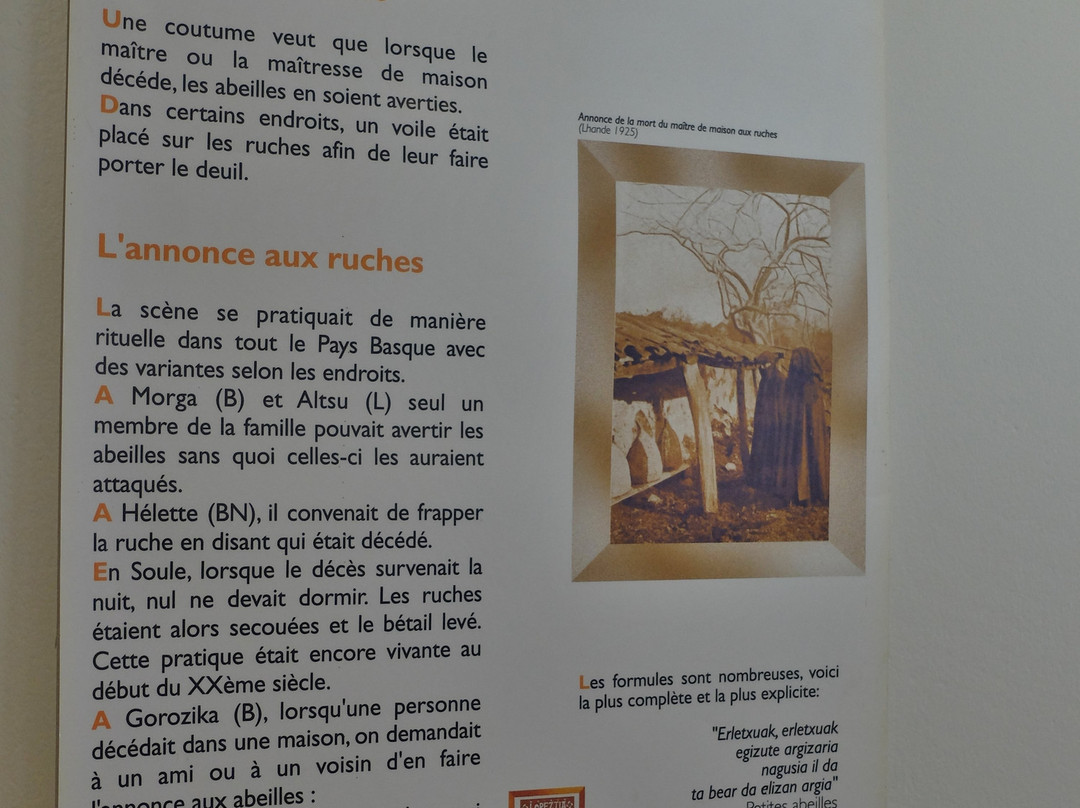 Une coutume veut que lorsque le
maître ou la maîtresse de maison
décède, les abeilles en soient averties.
Dans certains endroits, un voile était
placé sur les ruches afin de leur faire
porter le deuil.
L'annonce aux ruches
La scène se pratiquait de manière
rituelle dans tout le Pays Basque avec
des variantes selon les endroits.
A Morga (B) et Altsu (L) seul un
membre de la famille pouvait avertir les
abeilles sans quoi celles-ci les auraient
attaqués.
A Hélette (BN), il convenait de frapper
la ruche en disant qui était décédé.
En Soule, lorsque le décès survenait la
nuit, nul ne devait dormir. Les ruches
étaient alors secouées et le bétail levé.
Cette pratique était encore vivante au
début du XXème siècle.
A Gorozika (B), lorsqu'une personne
décédait dans une maison, on demandait
à un ami ou à un voisin d'en faire
l'annonce aux abeilles :
Annonce de la mort du maître de maison aux ruches
(Lhande 1925)
Les formules sont nombreuses, voici
la plus complète et la plus explicite:
"Erletxuak, erletxuak
egizute argizaria
nagusia il da
ta bear da elizan argia"
Petites abeilles